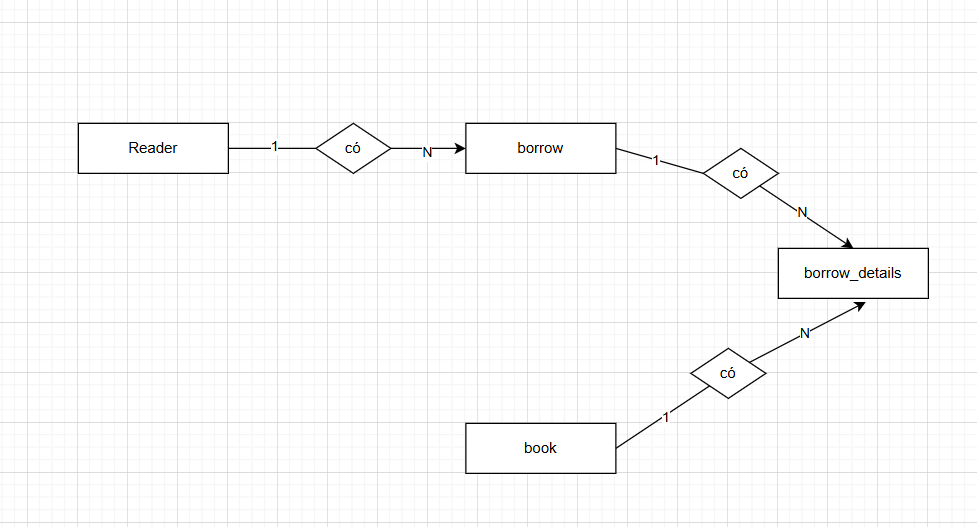 Reader
1
có
N
borrow
1
có
N
borrow_details
N
có
1
book